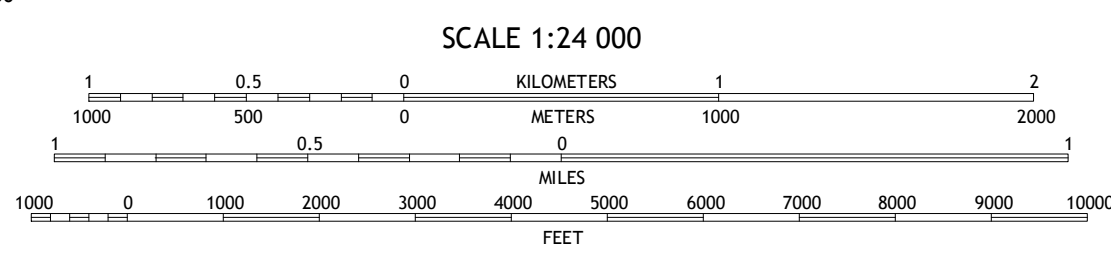 SCALE 1:24 000
1 0.5 0 KILOMETERS 1 2
1000 500 0 METERS 1000 2000
1 0.5 0 1
MILES
1000 0 1000 2000 3000 4000 5000 6000 7000 8000 9000 10000
FEET